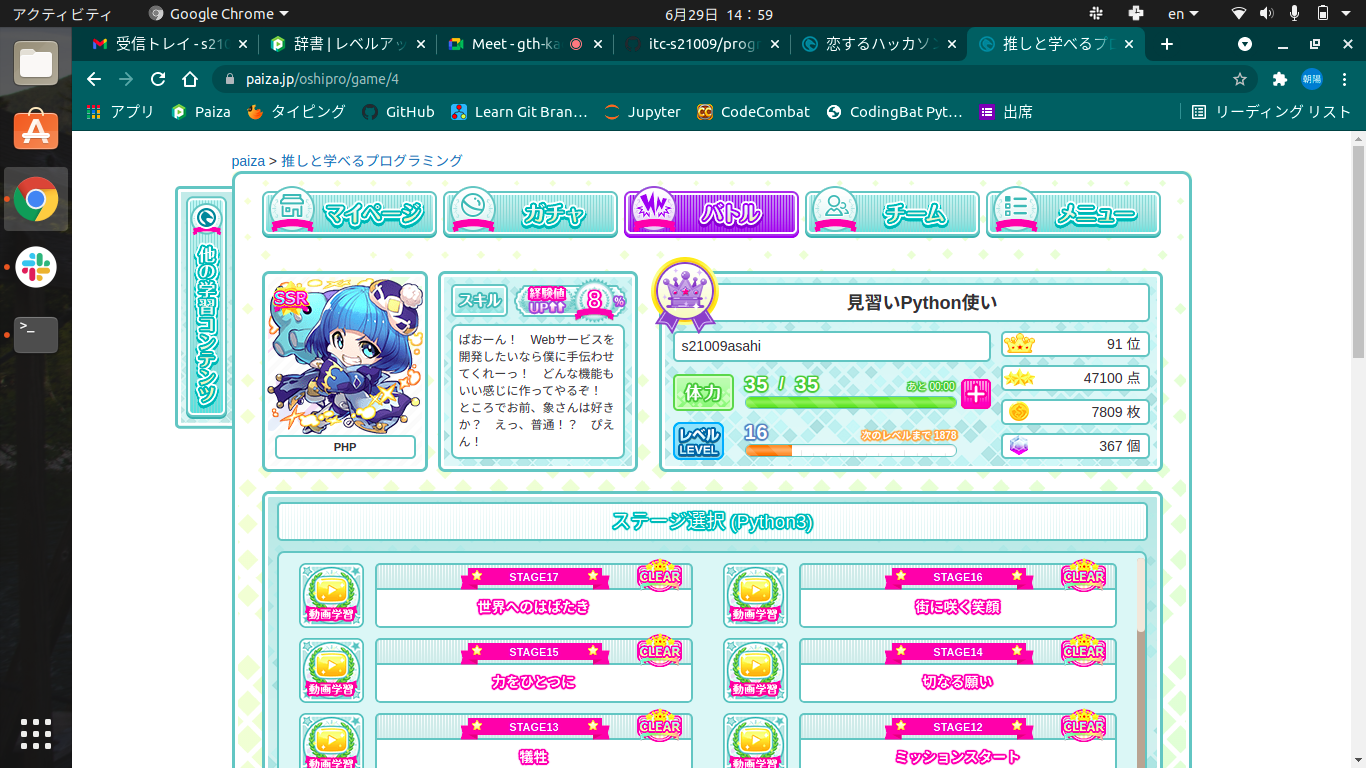 アクティビティ
Google Chrome
6月29日 14：59
en
受信トレイ - s210
辞書 | レベルアッ
Meet - gth-ka
itc-s21009/progr
恋するハッカソン
推しと学べるプロ
paiza.jp/oshipro/game/4
朝陽
アプリ
Paiza
タイピング
GitHub
Learn Git Bran…
Jupyter
CodeCombat
CodingBat Pyt…
出席
リーディング リスト
paiza > 推しと学べるプログラミング
他の学習コンテンツ
マイページ
ガチャ
バトル
チーム
メニュー
SSR
PHP
スキル
経験値
UP
8%
ぱおーん！　Webサービスを
開発したいなら僕に手伝わせ
てくれーっ！　どんな機能も
いい感じに作ってやるぞ！
ところでお前、象さんは好き
か？　えっ、普通！？　ぴえ
ん！
見習いPython使い
s21009asahi
体力
35 / 35
あと 00:00
レベル
LEVEL
16
次のレベルまで 1878
91 位
47100 点
7809 枚
367 個
ステージ選択 (Python3)
動画学習
STAGE17
CLEAR
世界へのはばたき
動画学習
STAGE16
CLEAR
街に咲く笑顔
動画学習
STAGE15
CLEAR
力をひとつに
動画学習
STAGE14
CLEAR
切なる願い
動画学習
STAGE13
CLEAR
犠牲
動画学習
STAGE12
CLEAR
ミッションスタート